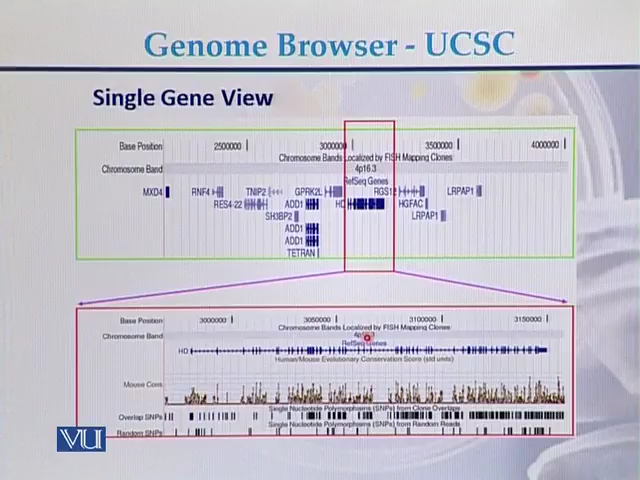 Genome Browser - UCSC
Single Gene View
Base Position 2500000 3000000 3500000 4000000
Chromosome Bands Localized by FISH Mapping Clones
Chromosome Band 4p16.3
RefSeq Genes
MXD4 RNF4 TNIP2 GPRK2L RGS12 LRPAP1
RES4-22 ADD1 HD HGFAC
SH3BP2 LRPAP1
ADD1
ADD1
TETRAN
Base Position 3000000 3050000 3100000 3150000
Chromosome Bands Localized by FISH Mapping Clones
Chromosome Band
RefSeq Genes
HD
Human/Mouse Evolutionary Conservation Score (std units)
Mouse Cons
Single Nucleotide Polymorphisms (SNPs) from Clone Overlaps
Overlap SNPs
Single Nucleotide Polymorphisms (SNPs) from Random Reads
Random SNPs
VU